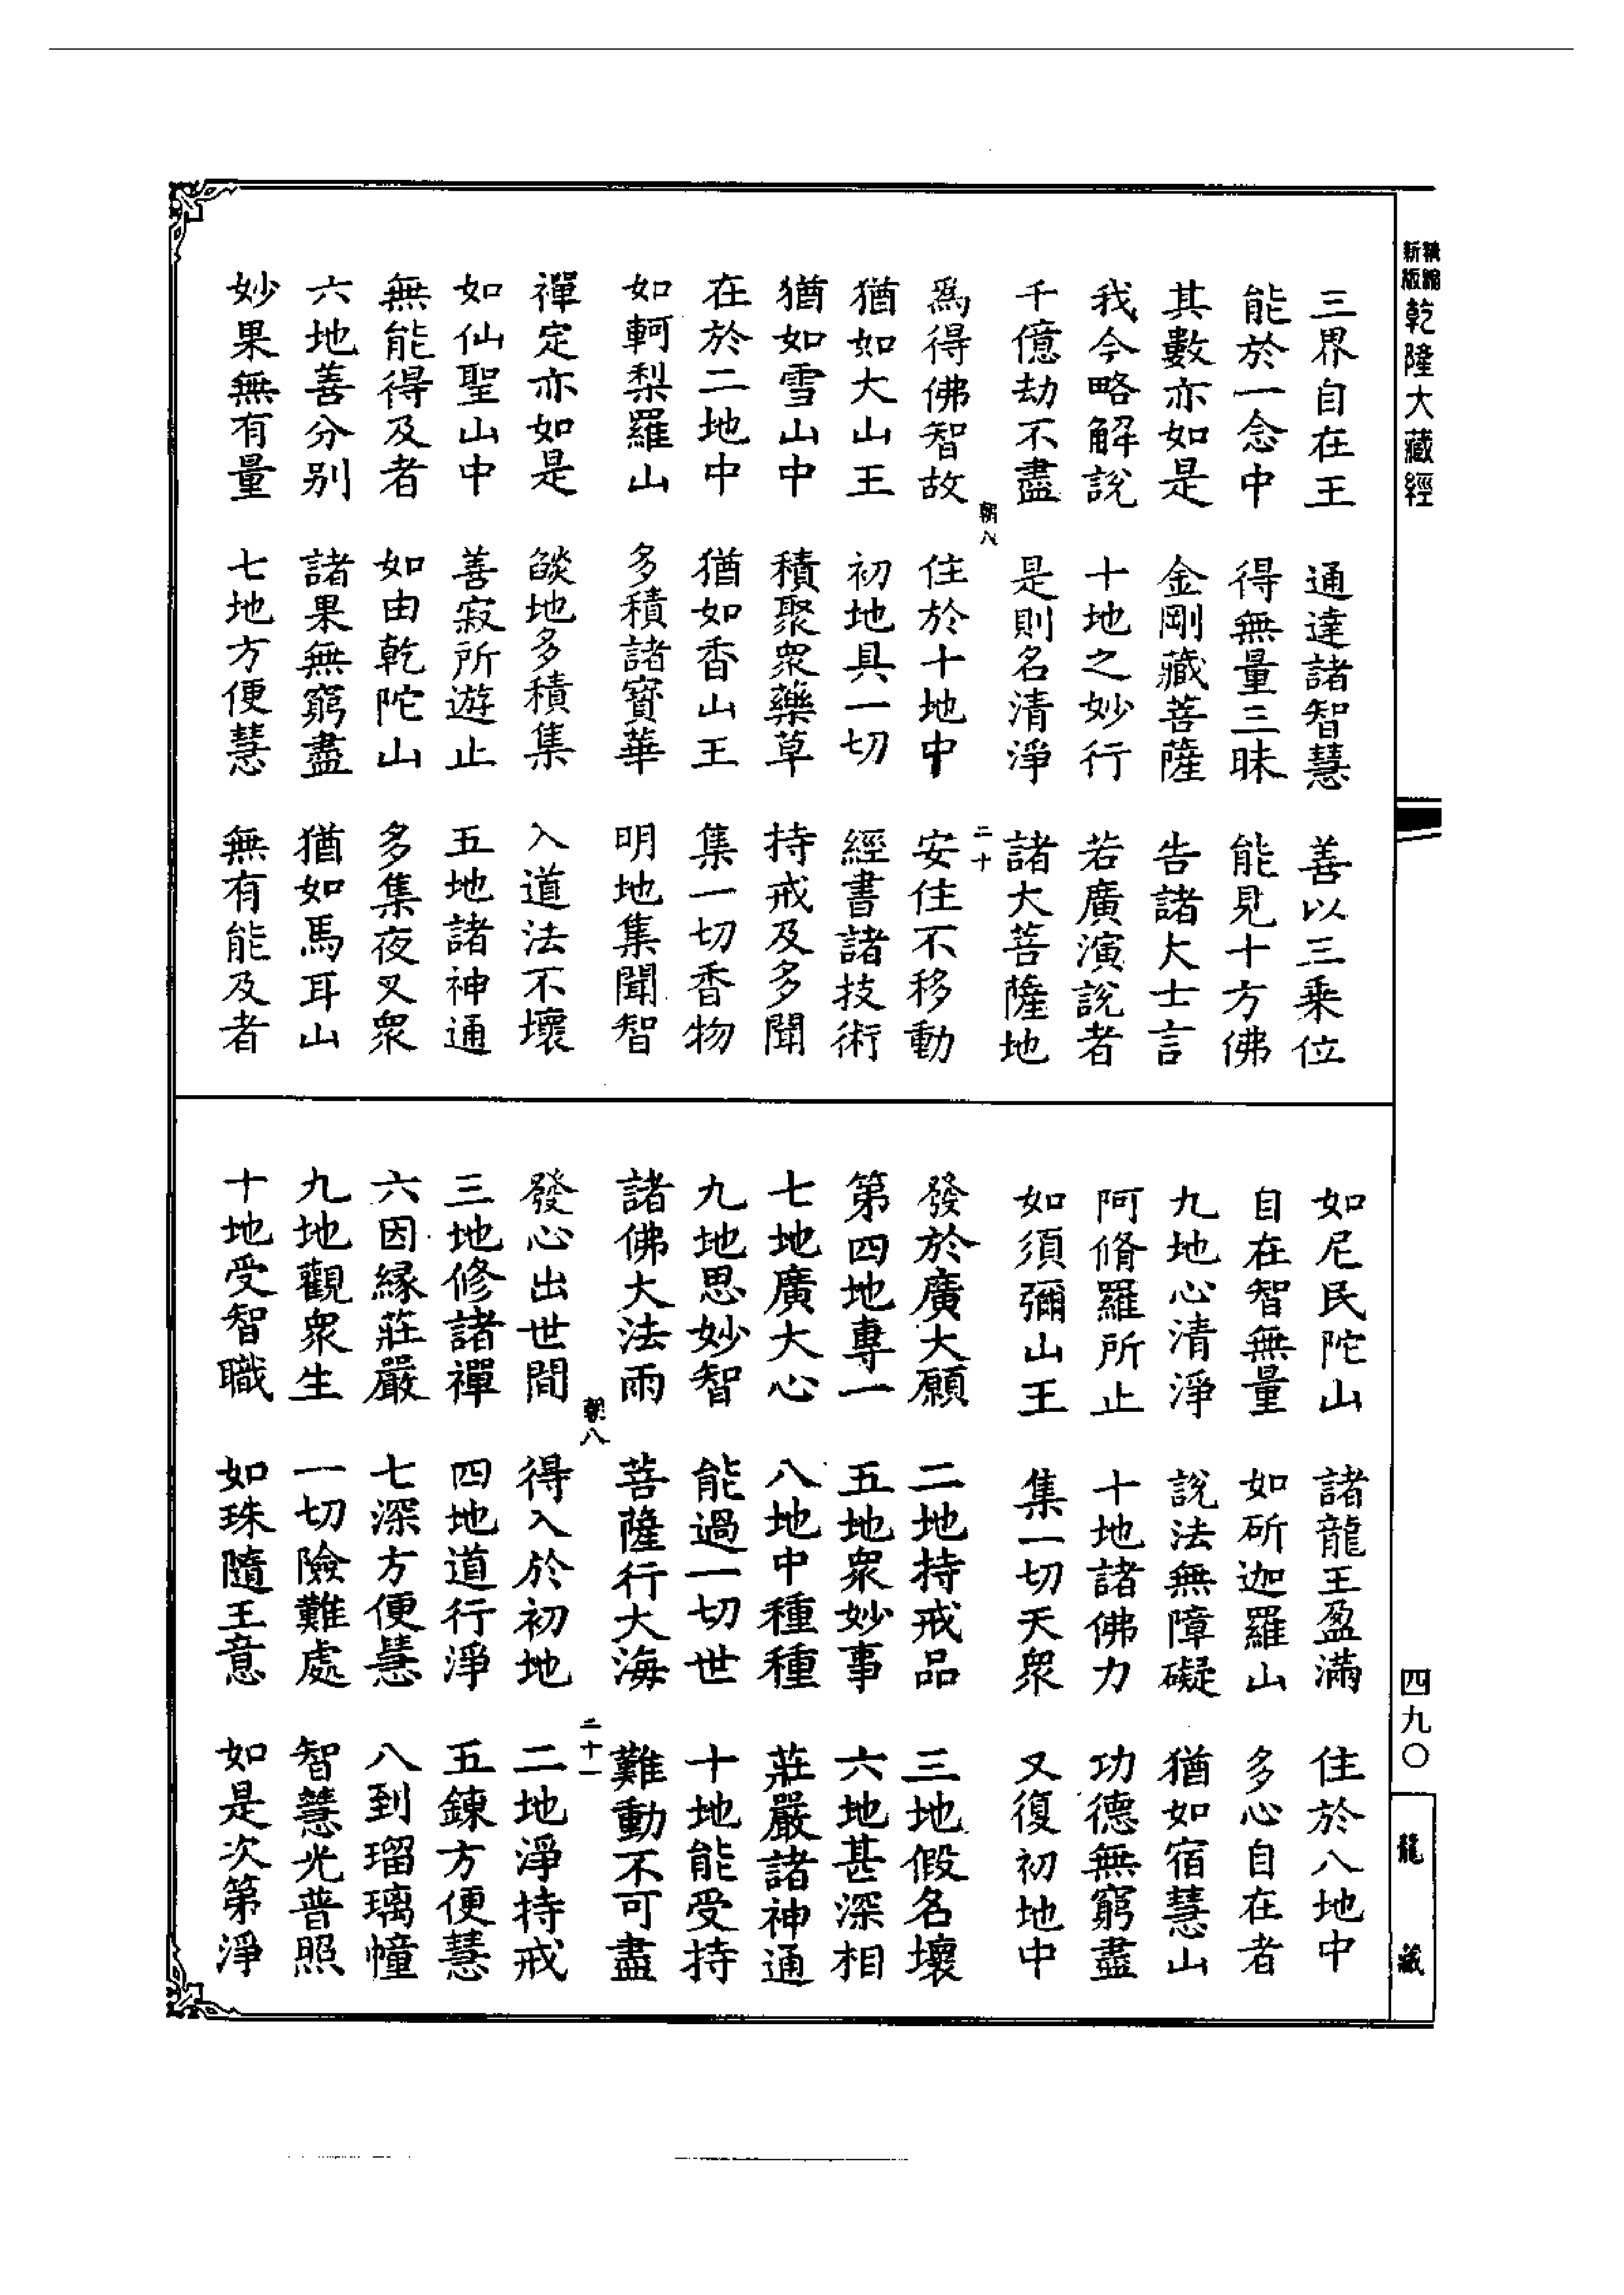 精縮
新版
乾隆大藏經
三界自在王 通達諸智慧 善以三乘位
能於一念中 得無量三昧 能見十方佛
其數亦如是 金剛藏菩薩 告諸大士言
我今略解說 十地之妙行 若廣演說者
千億劫不盡 是則名清淨 諸大菩薩地
朝八 二十
為得佛智故 住於十地中 安住不移動
猶如大山王 初地具一切 經書諸技術
猶如雪山中 積聚衆藥草 持戒及多聞
在於二地中 猶如香山王 集一切香物
如軻梨羅山 多積諸寳華 明地集聞智
禪定亦如是 燄地多積集 入道法不壞
如仙聖山中 善寂所遊止 五地諸神通
無能得及者 如由乾陀山 多集夜叉衆
六地善分別 諸果無窮盡 猶如馬耳山
妙果無有量 七地方便慧 無有能及者
如尼民陀山 諸龍王盈滿 住於八地中
自在智無量 如斫迦羅山 多心自在者
九地心清淨 說法無障礙 猶如宿慧山
阿脩羅所止 十地諸佛力 功德無窮盡
如須彌山王 集一切天衆 又復初地中
發於廣大願 二地持戒品 三地假名壞
第四地專一 五地衆妙事 六地甚深相
七地廣大心 八地中種種 莊嚴諸神通
九地思妙智 能過一切世 十地能受持
諸佛大法雨 菩薩行大海 難動不可盡
朝八 二十一
發心出世間 得入於初地 二地淨持戒
三地修諸禪 四地道行淨 五鍊方便慧
六因緣莊嚴 七深方便慧 八到瑠璃幢
九地觀衆生 一切險難處 智慧光普照
十地受智職 如珠隨王意 如是次第淨
四九〇
龍藏